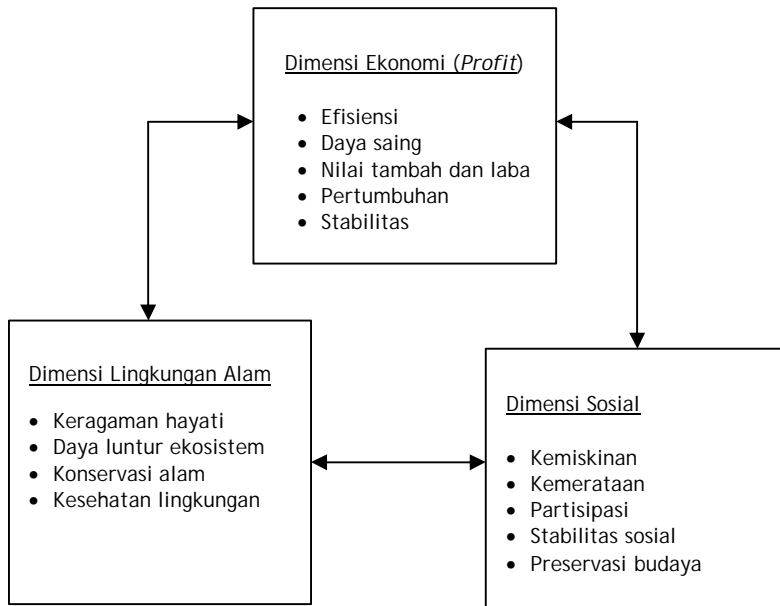 Dimensi Ekonomi (Profit)
• Efisiensi
• Daya saing
• Nilai tambah dan laba
• Pertumbuhan
• Stabilitas
Dimensi Lingkungan Alam
• Keragaman hayati
• Daya luntur ekosistem
• Konservasi alam
• Kesehatan lingkungan
Dimensi Sosial
• Kemiskinan
• Kemerataan
• Partisipasi
• Stabilitas sosial
• Preservasi budaya